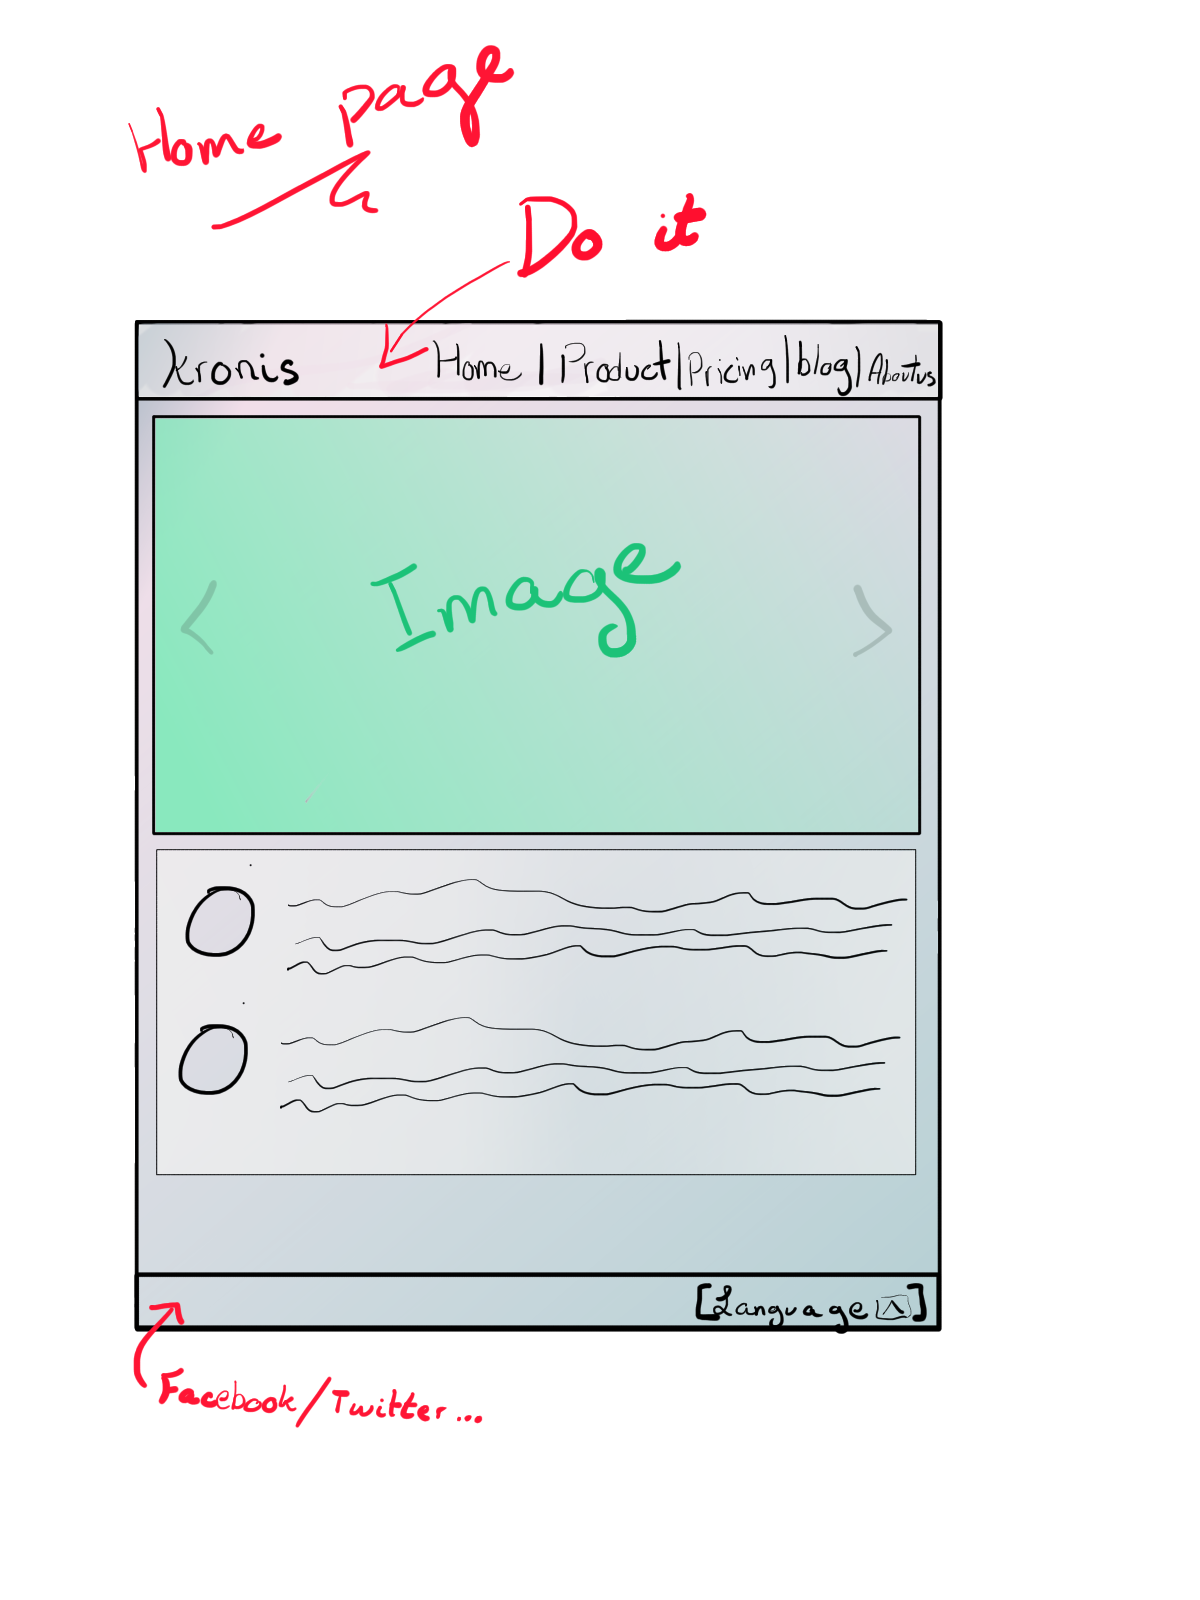 Home page
Do it
Kronis
Home | Product | Pricing | blog | About us
Image
[Language ^]
Facebook/Twitter...